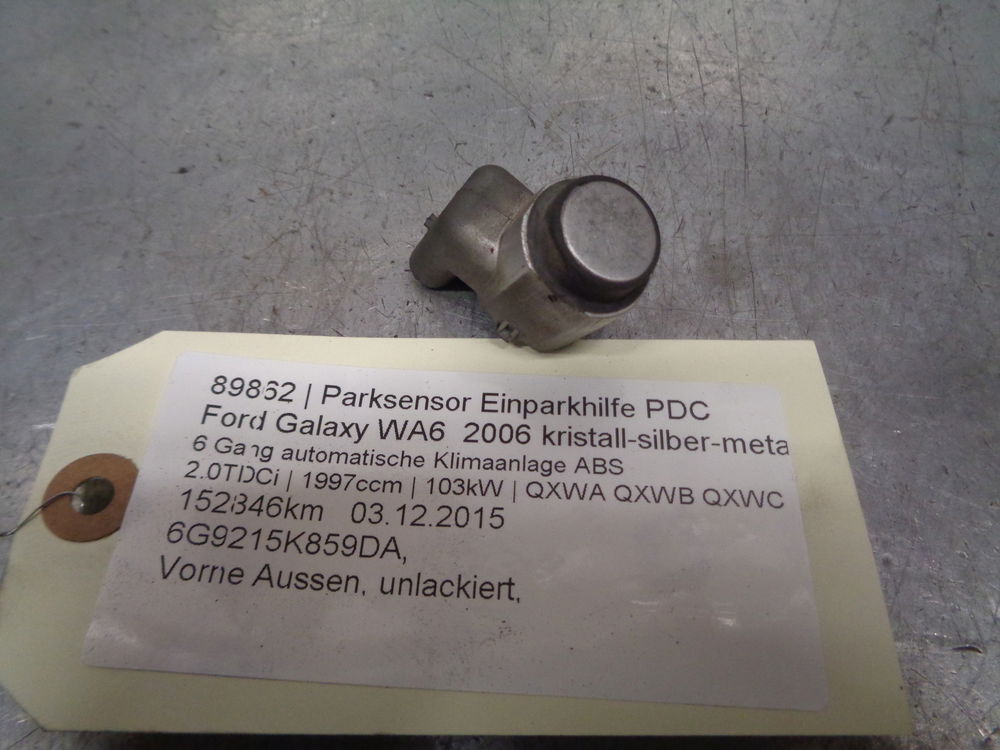 89862 | Parksensor Einparkhilfe PDC
Ford Galaxy WA6 2006 kristall-silber-meta
6 Gang automatische Klimaanlage ABS
2.0TDCi | 1997ccm | 103kW | QXWA QXWB QXWC
152846km 03.12.2015
6G9215K859DA,
Vorne Aussen, unlackiert,